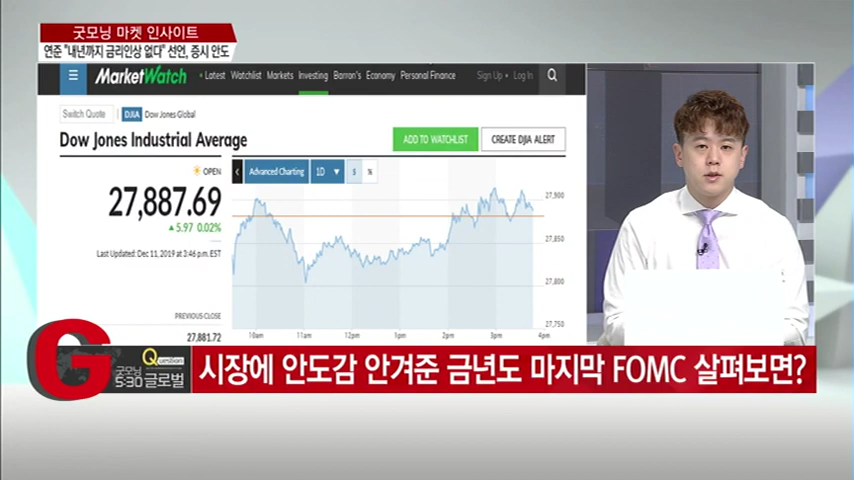 굿모닝 마켓 인사이트
연준 "내년까지 금리인상 없다" 선언, 증시 안도
MarketWatch
Latest Watchlist Markets Investing Barron's Economy Personal Finance Sign Up Log In
Switch Quote DJIA Dow Jones Global
Dow Jones Industrial Average
ADD TO WATCHLIST CREATE DJIA ALERT
OPEN
27,887.69
5.97 0.02%
Last Updated: Dec 11, 2019 at 3:46 p.m. EST
PREVIOUS CLOSE
27,881.72
Advanced Charting 1D $ %
27,900
27,850
27,800
27,750
10am 11am 12pm 1pm 2pm 3pm 4pm
G
굿모닝
5:30
Question
글로벌
시장에 안도감 안겨준 금년도 마지막 FOMC 살펴보면?